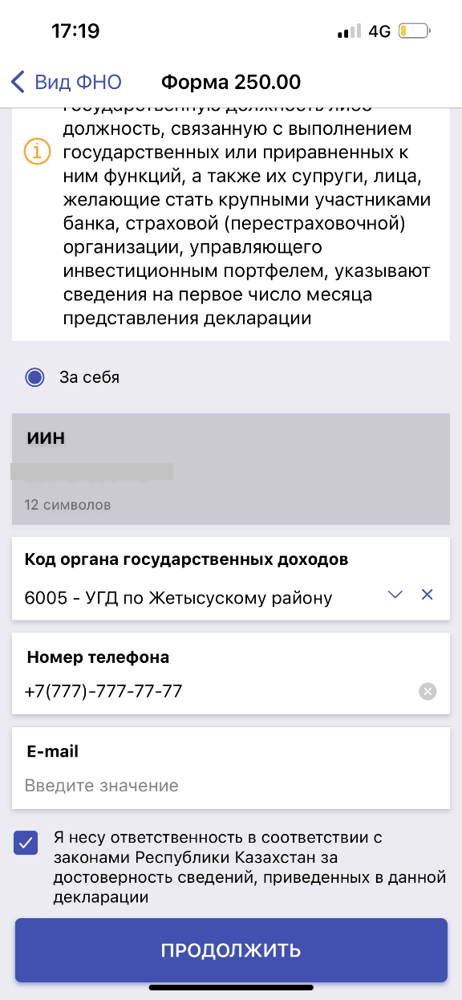 17:19
4G
Вид ФНО
Форма 250.00
государственную должность либо
должность, связанную с выполнением
государственных или приравненных к
ним функций, а также их супруги, лица,
желающие стать крупными участниками
банка, страховой (перестраховочной)
организации, управляющего
инвестиционным портфелем, указывают
сведения на первое число месяца
представления декларации
За себя
ИИН
12 символов
Код органа государственных доходов
6005 - УГД по Жетысускому району
Номер телефона
+7(777)-777-77-77
E-mail
Введите значение
Я несу ответственность в соответствии с
законами Республики Казахстан за
достоверность сведений, приведенных в данной
декларации
ПРОДОЛЖИТЬ